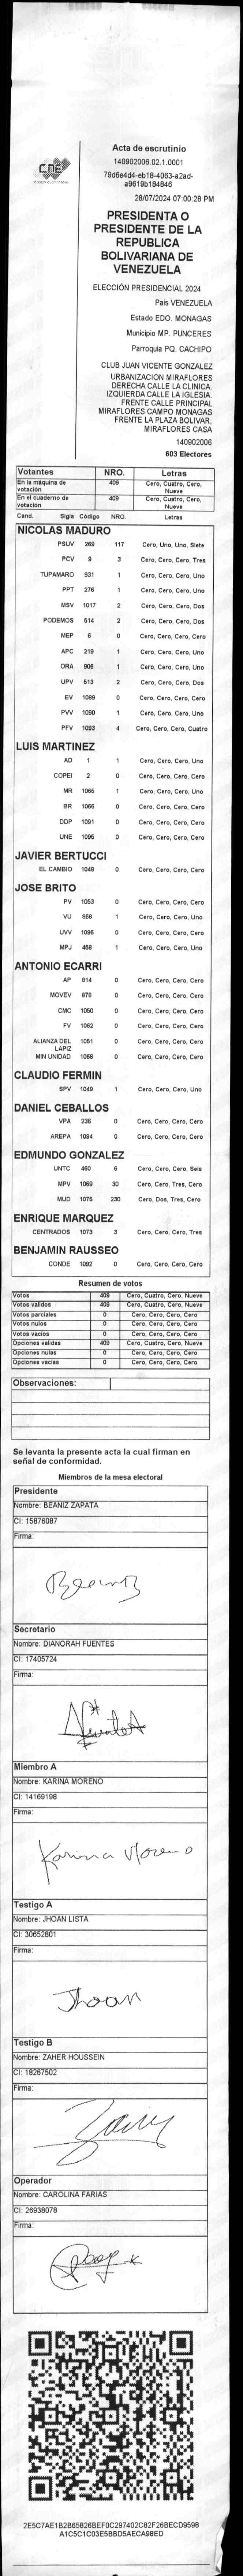 CNE
Acta de escrutinio
140902006.02.1.0001
79d6e4d4-eb18-4063-a2ad-
a9619b184846
28/07/2024 07:00:28 PM
PRESIDENTA O
PRESIDENTE DE LA
REPUBLICA
BOLIVARIANA DE
VENEZUELA
ELECCIÓN PRESIDENCIAL 2024
Pais VENEZUELA
Estado EDO. MONAGAS
Municipio MP. PUNCERES
Parroquia PQ. CACHIPO
CLUB JUAN VICENTE GONZALEZ
URBANIZACION MIRAFLORES
DERECHA CALLE LA CLINICA.
IZQUIERDA CALLE LA IGLESIA.
FRENTE CALLE PRINCIPAL
MIRAFLORES CAMPO MONAGAS
FRENTE LA PLAZA BOLIVAR,
MIRAFLORES CASA
140902006
603 Electores
Votantes NRO. Letras
En la máquina de votación 409 Cero, Cuatro, Cero, Nueve
En el cuaderno de votación 409 Cero, Cuatro, Cero, Nueve
Cand. Sigla Código NRO. Letras
NICOLAS MADURO
PSUV 269 117 Cero, Uno, Uno, Siete
PCV 9 3 Cero, Cero, Cero, Tres
TUPAMARO 931 1 Cero, Cero, Cero, Uno
PPT 276 1 Cero, Cero, Cero, Uno
MSV 1017 2 Cero, Cero, Cero, Dos
PODEMOS 514 2 Cero, Cero, Cero, Dos
MEP 6 0 Cero, Cero, Cero, Cero
APC 219 1 Cero, Cero, Cero, Uno
ORA 906 1 Cero, Cero, Cero, Uno
UPV 513 2 Cero, Cero, Cero, Dos
EV 1089 0 Cero, Cero, Cero, Cero
PVV 1090 1 Cero, Cero, Cero, Uno
PFV 1093 4 Cero, Cero, Cero, Cuatro
LUIS MARTINEZ
AD 1 1 Cero, Cero, Cero, Uno
COPEI 2 0 Cero, Cero, Cero, Cero
MR 1065 1 Cero, Cero, Cero, Uno
BR 1066 0 Cero, Cero, Cero, Cero
DDP 1091 0 Cero, Cero, Cero, Cero
UNE 1095 0 Cero, Cero, Cero, Cero
JAVIER BERTUCCI
EL CAMBIO 1048 0 Cero, Cero, Cero, Cero
JOSE BRITO
PV 1053 0 Cero, Cero, Cero, Cero
VU 868 1 Cero, Cero, Cero, Uno
UVV 1096 0 Cero, Cero, Cero, Cero
MPJ 458 1 Cero, Cero, Cero, Uno
ANTONIO ECARRI
AP 814 0 Cero, Cero, Cero, Cero
MOVEV 878 0 Cero, Cero, Cero, Cero
CMC 1050 0 Cero, Cero, Cero, Cero
FV 1062 0 Cero, Cero, Cero, Cero
ALIANZA DEL LAPIZ 1051 0 Cero, Cero, Cero, Cero
MIN UNIDAD 1068 0 Cero, Cero, Cero, Cero
CLAUDIO FERMIN
SPV 1049 1 Cero, Cero, Cero, Uno
DANIEL CEBALLOS
VPA 236 0 Cero, Cero, Cero, Cero
AREPA 1094 0 Cero, Cero, Cero, Cero
EDMUNDO GONZALEZ
UNTC 460 6 Cero, Cero, Cero, Seis
MPV 1069 30 Cero, Cero, Tres, Cero
MUD 1075 230 Cero, Dos, Tres, Cero
ENRIQUE MARQUEZ
CENTRADOS 1073 3 Cero, Cero, Cero, Tres
BENJAMIN RAUSSEO
CONDE 1092 0 Cero, Cero, Cero, Cero
Resumen de votos
Votos 409 Cero, Cuatro, Cero, Nueve
Votos validos 409 Cero, Cuatro, Cero, Nueve
Votos parciales 0 Cero, Cero, Cero, Cero
Votos nulos 0 Cero, Cero, Cero, Cero
Votos vacios 0 Cero, Cero, Cero, Cero
Opciones validas 409 Cero, Cuatro, Cero, Nueve
Opciones nulas 0 Cero, Cero, Cero, Cero
Opciones vacias 0 Cero, Cero, Cero, Cero
Observaciones:
Se levanta la presente acta la cual firman en
señal de conformidad.
Miembros de la mesa electoral
Presidente
Nombre: BEANIZ ZAPATA
CI: 15876087
Firma:
Beaniz
Secretario
Nombre: DIANORAH FUENTES
CI: 17405724
Firma:
Miembro A
Nombre: KARINA MORENO
CI: 14169198
Firma:
Karina Moreno
Testigo A
Nombre: JHOAN LISTA
CI: 30652801
Firma:
Jhoan
Testigo B
Nombre: ZAHER HOUSSEIN
CI: 18267502
Firma:
Operador
Nombre: CAROLINA FARIAS
CI: 26938078
Firma:
2E5C7AE1B2B65826BEF0C297402C82F26BECD9598
A1C5C1C03E5BBD5AECA98ED